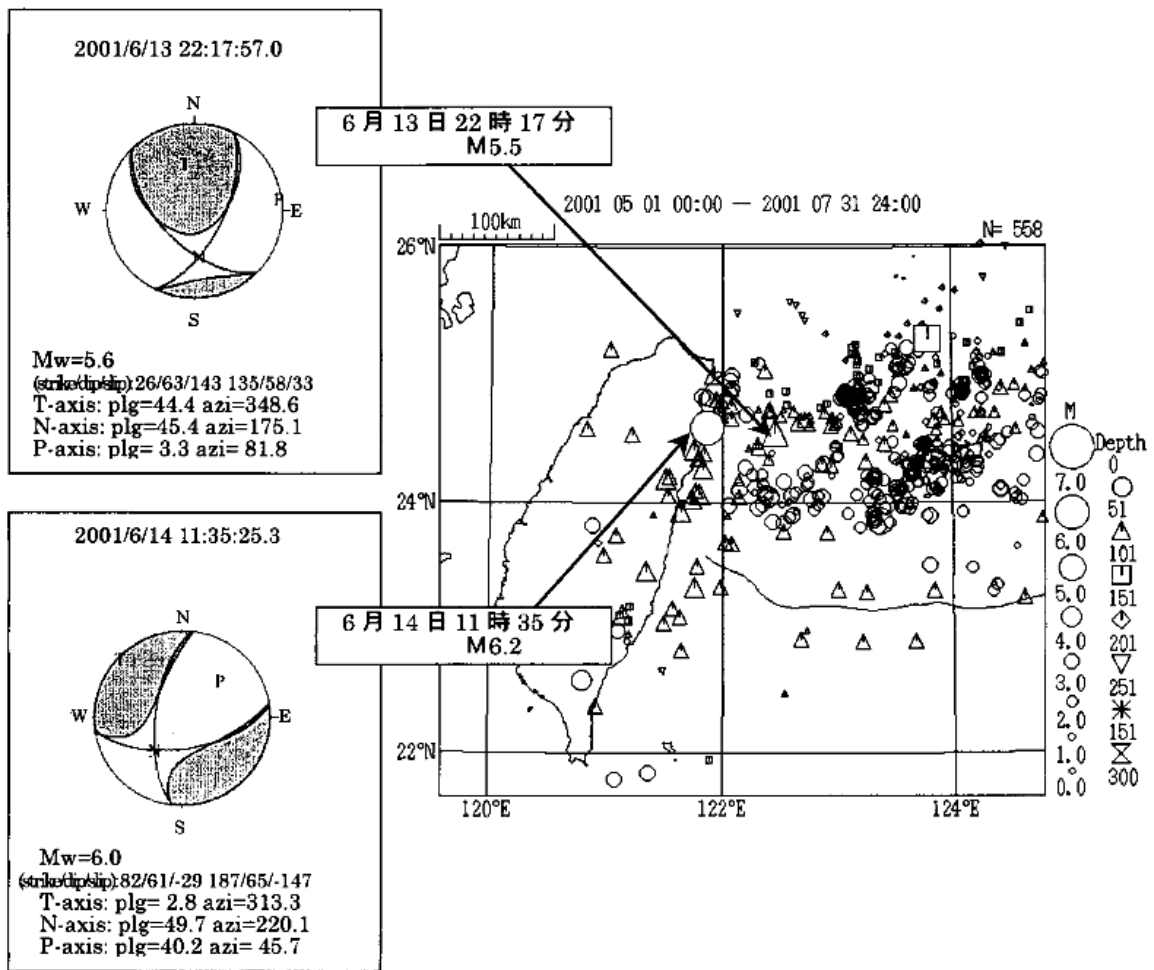 2001/6/13 22:17:57.0
N
T
P
W
E
S
Mw=5.6
(strike/dip/slip):26/63/143 135/58/33
T-axis: plg=44.4 azi=348.6
N-axis: plg=45.4 azi=175.1
P-axis: plg= 3.3 azi= 81.8
2001/6/14 11:35:25.3
N
T
P
W
E
S
Mw=6.0
(strike/dip/slip):82/61/-29 187/65/-147
T-axis: plg= 2.8 azi=313.3
N-axis: plg=49.7 azi=220.1
P-axis: plg=40.2 azi= 45.7
6月13日22時17分
M5.5
6月14日11時35分
M6.2
2001 05 01 00:00 — 2001 07 31 24:00
100km
N= 558
26°N
24°N
22°N
120°E
122°E
124°E
M
7.0
6.0
5.0
4.0
3.0
2.0
1.0
0.0
Depth
0
51
101
151
201
251
151
300